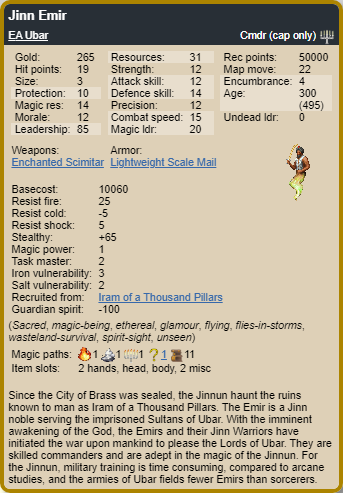 Jinn Emir
EA Ubar Cmdr (cap only)
Gold: 265 Resources: 31 Rec points: 50000
Hit points: 19 Strength: 12 Map move: 22
Size: 3 Attack skill: 12 Encumbrance: 4
Protection: 10 Defence skill: 14 Age: 300
Magic res: 14 Precision: 12 (495)
Morale: 12 Combat speed: 15 Undead ldr: 0
Leadership: 85 Magic ldr: 20
Weapons: Armor:
Enchanted Scimitar Lightweight Scale Mail
Basecost: 10060
Resist fire: 25
Resist cold: -5
Resist shock: 5
Stealthy: +65
Magic power: 1
Task master: 2
Iron vulnerability: 3
Salt vulnerability: 2
Recruited from: Iram of a Thousand Pillars
Guardian spirit: -100
(Sacred, magic-being, ethereal, glamour, flying, flies-in-storms,
wasteland-survival, spirit-sight, unseen)
Magic paths: 1 1 1 ?1 11
Item slots: 2 hands, head, body, 2 misc
Since the City of Brass was sealed, the Jinnun haunt the ruins
known to man as Iram of a Thousand Pillars. The Emir is a Jinn
noble serving the imprisoned Sultans of Ubar. With the imminent
awakening of the God, the Emirs and their Jinn Warriors have
initiated the war upon mankind to please the Lords of Ubar. They are
skilled commanders and are adept in the magic of the Jinnun. For
the Jinnun, military training is time consuming, compared to arcane
studies, and the armies of Ubar fields fewer Emirs than sorcerers.